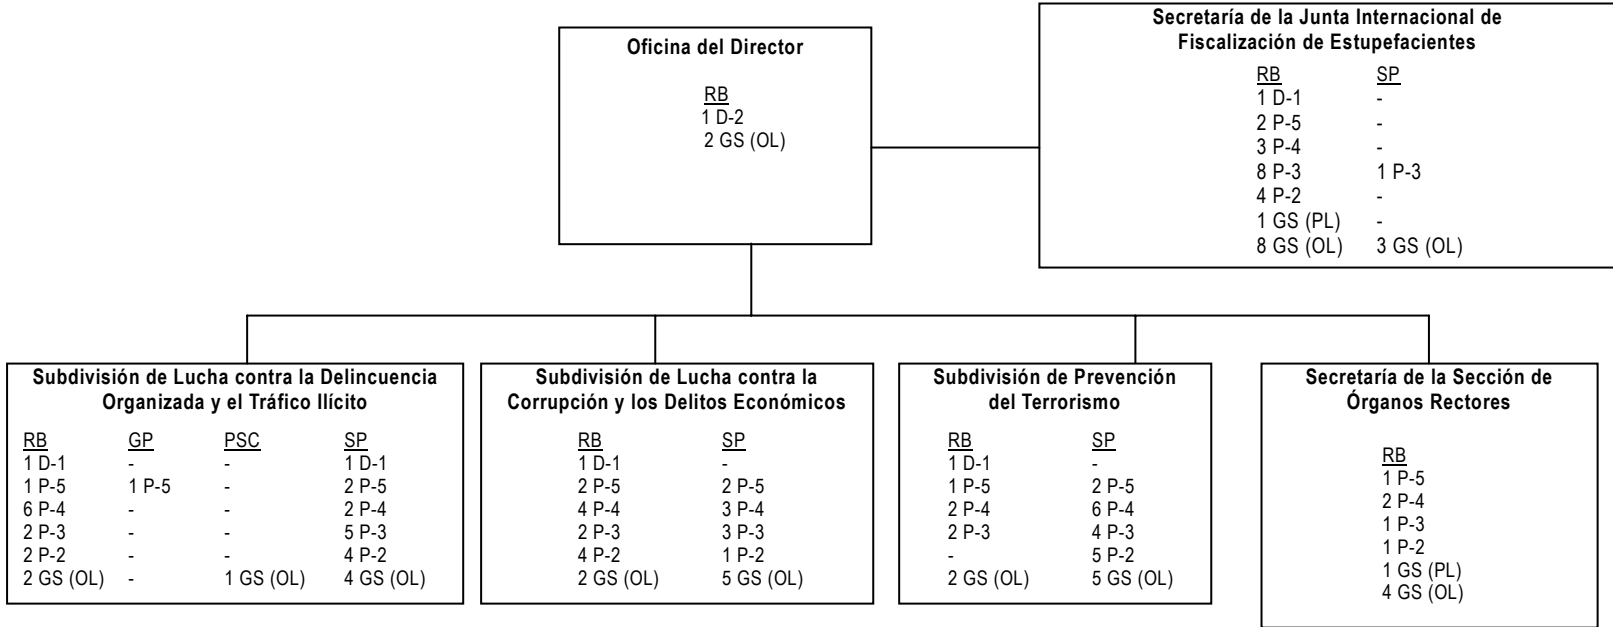 Oficina del Director
RB
1 D-2
2 GS (OL)
Secretaría de la Junta Internacional de
Fiscalización de Estupefacientes
RB SP
1 D-1 -
2 P-5 -
3 P-4 -
8 P-3 1 P-3
4 P-2 -
1 GS (PL) -
8 GS (OL) 3 GS (OL)
Subdivisión de Lucha contra la Delincuencia
Organizada y el Tráfico Ilícito
RB GP PSC SP
1 D-1 - - 1 D-1
1 P-5 1 P-5 - 2 P-5
6 P-4 - - 2 P-4
2 P-3 - - 5 P-3
2 P-2 - - 4 P-2
2 GS (OL) - 1 GS (OL) 4 GS (OL)
Subdivisión de Lucha contra la
Corrupción y los Delitos Económicos
RB SP
1 D-1 -
2 P-5 2 P-5
4 P-4 3 P-4
2 P-3 3 P-3
4 P-2 1 P-2
2 GS (OL) 5 GS (OL)
Subdivisión de Prevención
del Terrorismo
RB SP
1 D-1 -
1 P-5 2 P-5
2 P-4 6 P-4
2 P-3 4 P-3
- 5 P-2
2 GS (OL) 5 GS (OL)
Secretaría de la Sección de
Órganos Rectores
RB
1 P-5
2 P-4
1 P-3
1 P-2
1 GS (PL)
4 GS (OL)